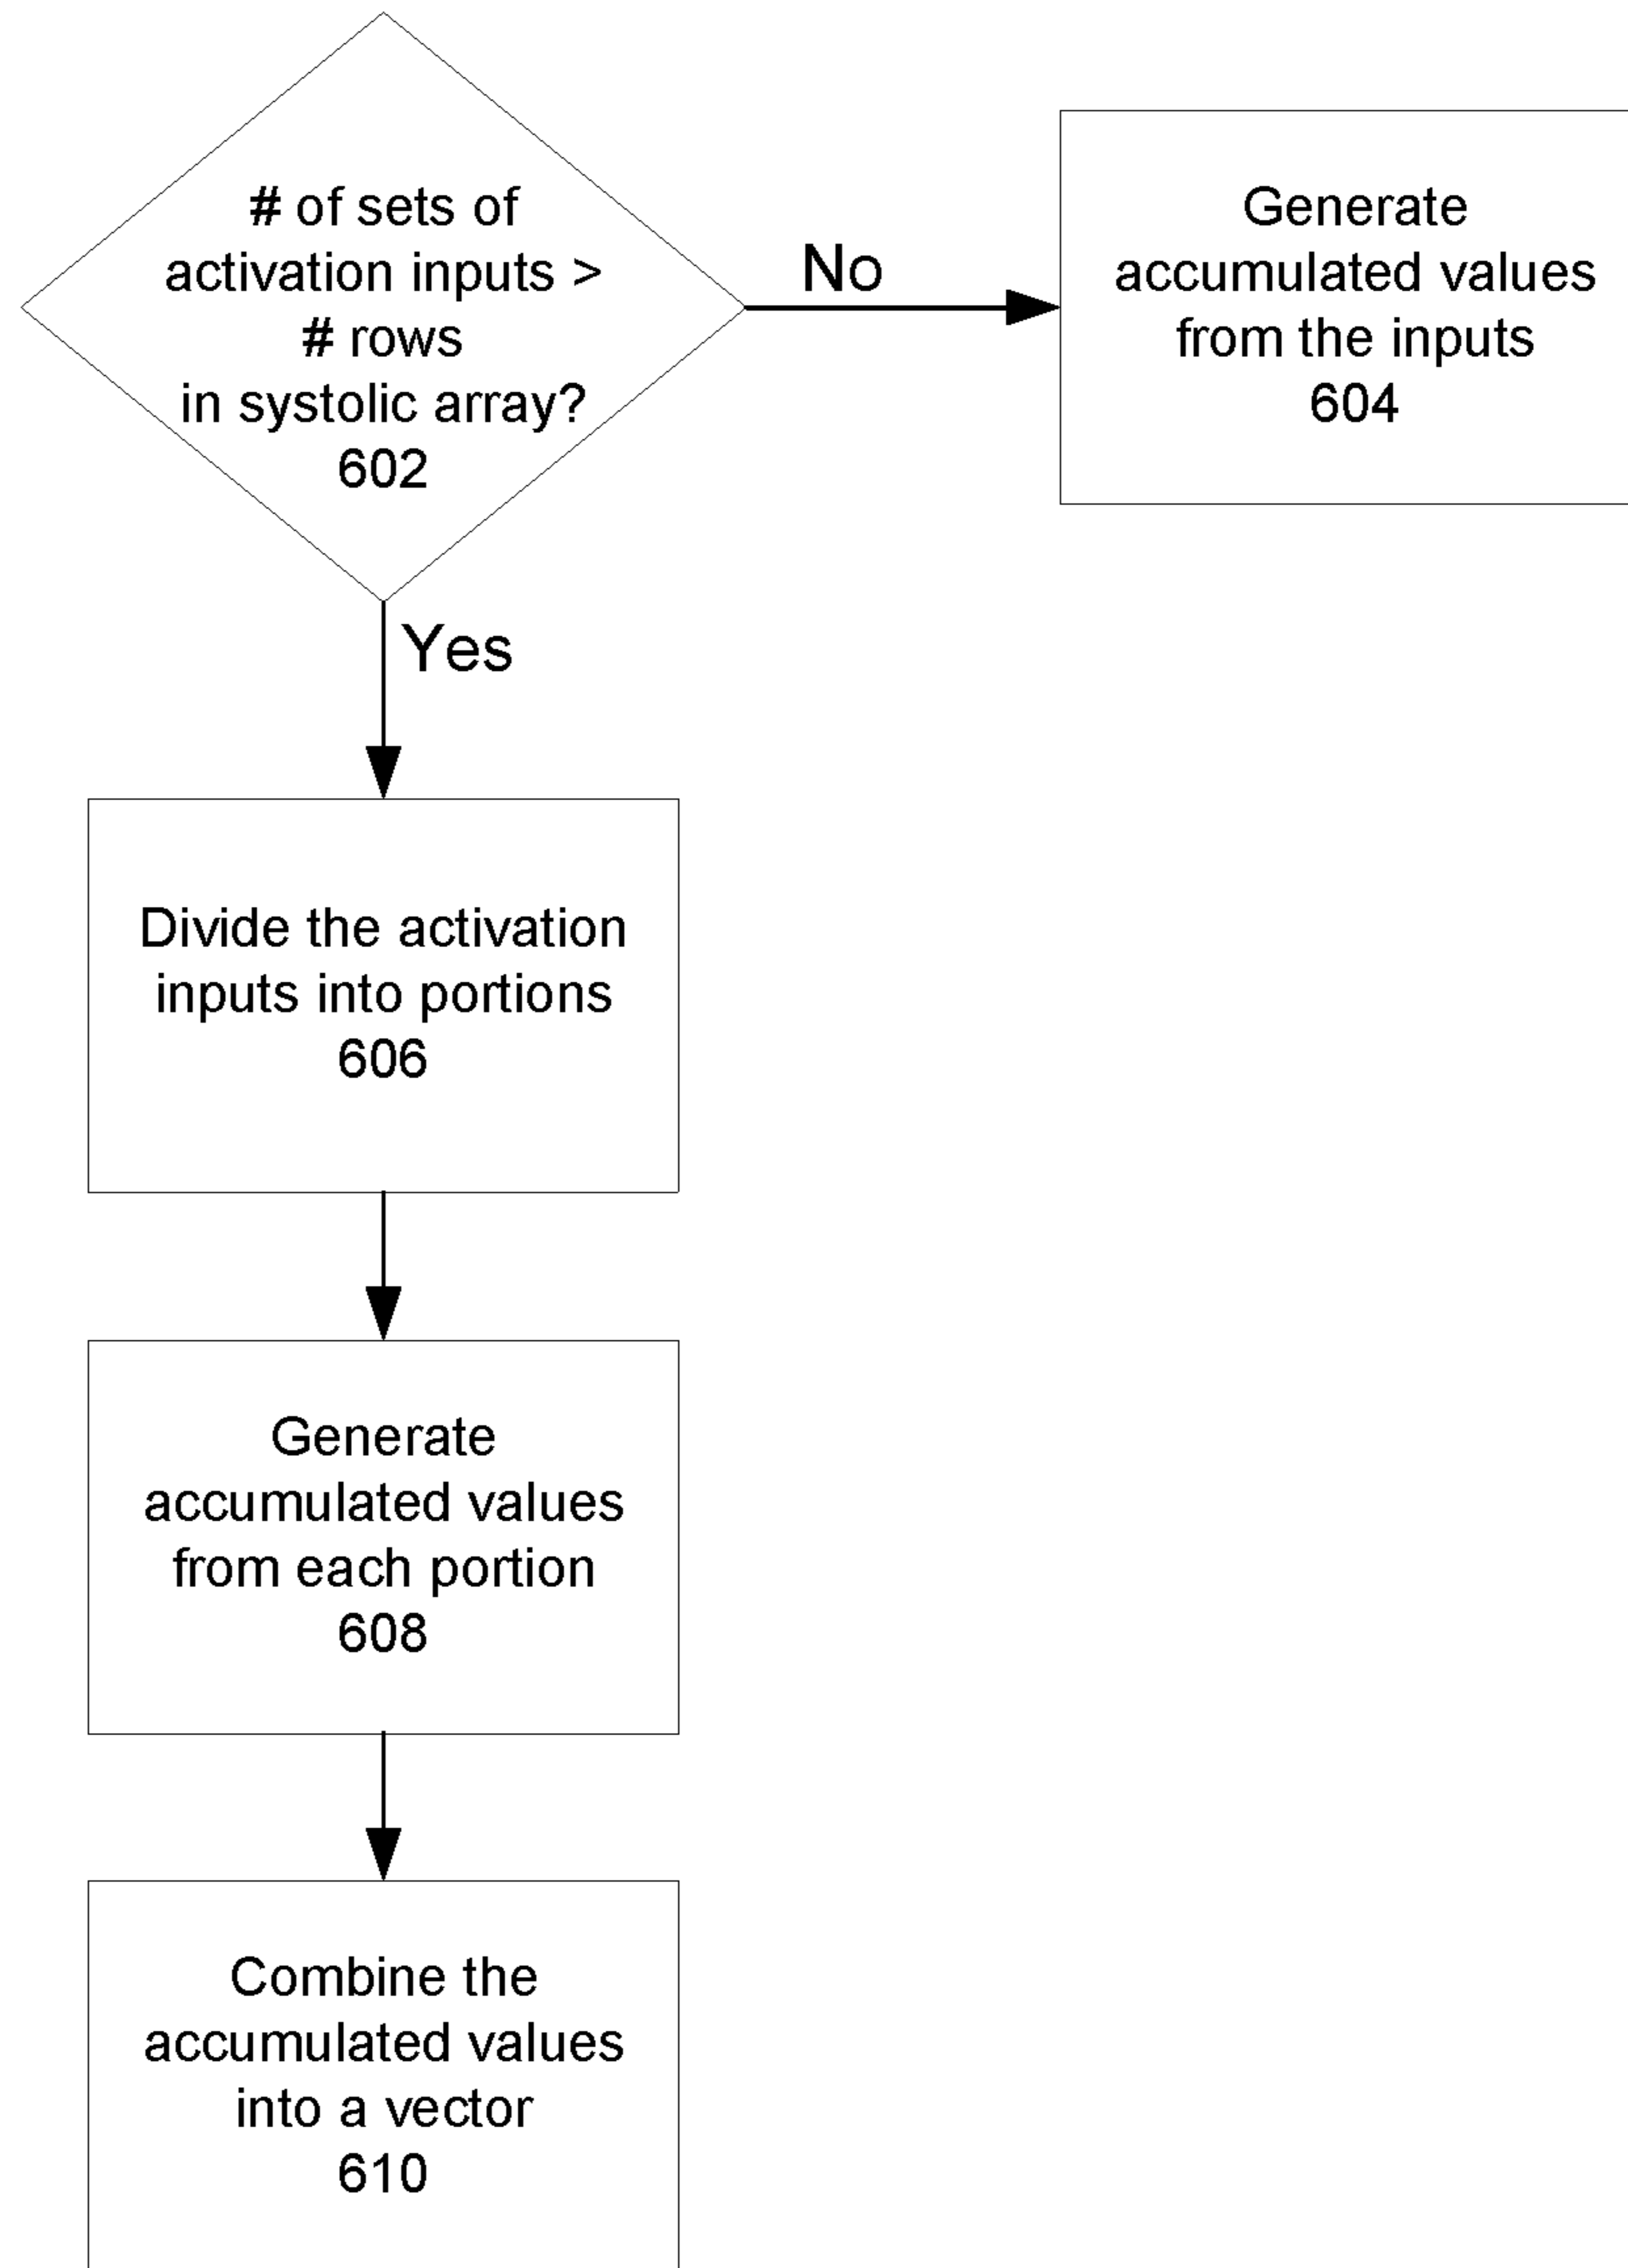 # of sets of
activation inputs >
# rows
in systolic array?
602
No
Generate
accumulated values
from the inputs
604
Yes
Divide the activation
inputs into portions
606
Generate
accumulated values
from each portion
608
Combine the
accumulated values
into a vector
610